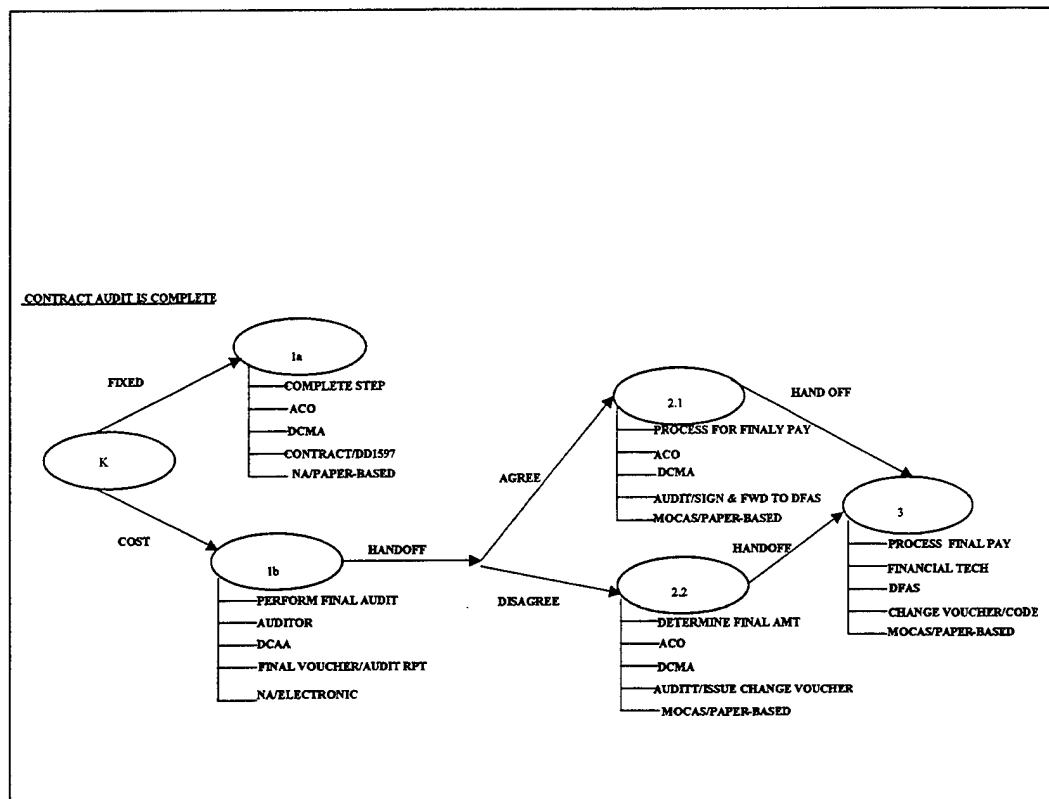 CONTRACT AUDIT IS COMPLETE
1a
FIXED
COMPLETE STEP
ACO
DCMA
CONTRACT/DD1597
NA/PAPER-BASED
K
COST
1b
HANDOFF
PERFORM FINAL AUDIT
AUDITOR
DCAA
FINAL VOUCHER/AUDIT RPT
NA/ELECTRONIC
AGREE
2.1
HAND OFF
PROCESS FOR FINALY PAY
ACO
DCMA
AUDIT/SIGN & FWD TO DFAS
MOCAS/PAPER-BASED
DISAGREE
2.2
HANDOFF
DETERMINE FINAL AMT
ACO
DCMA
AUDITT/ISSUE CHANGE VOUCHER
MOCAS/PAPER-BASED
3
PROCESS FINAL PAY
FINANCIAL TECH
DFAS
CHANGE VOUCHER/CODE
MOCAS/PAPER-BASED